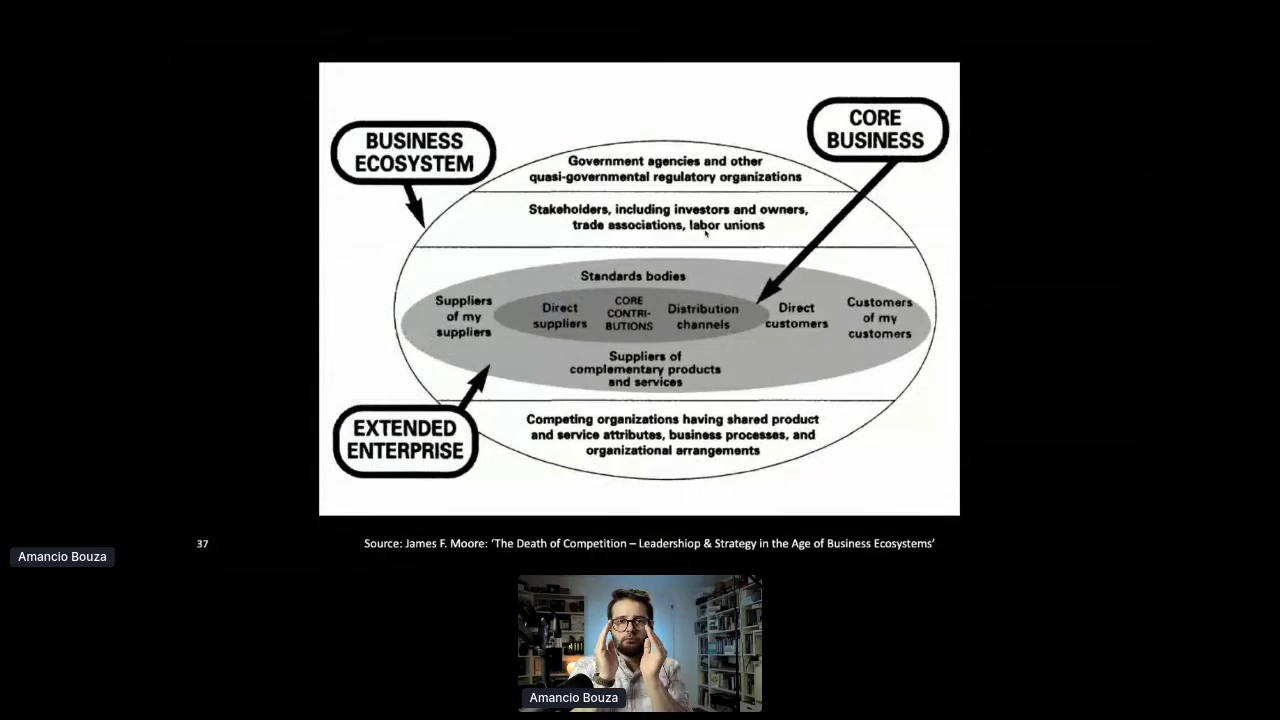 BUSINESS
ECOSYSTEM
CORE
BUSINESS
Government agencies and other
quasi-governmental regulatory organizations
Stakeholders, including investors and owners,
trade associations, labor unions
Standards bodies
Suppliers
of my
suppliers
Direct
suppliers
CORE
CONTRI-
BUTIONS
Distribution
channels
Direct
customers
Customers
of my
customers
Suppliers of
complementary products
and services
EXTENDED
ENTERPRISE
Competing organizations having shared product
and service attributes, business processes, and
organizational arrangements
37
Source: James F. Moore: ‘The Death of Competition – Leadershiop & Strategy in the Age of Business Ecosystems’
Amancio Bouza
Amancio Bouza